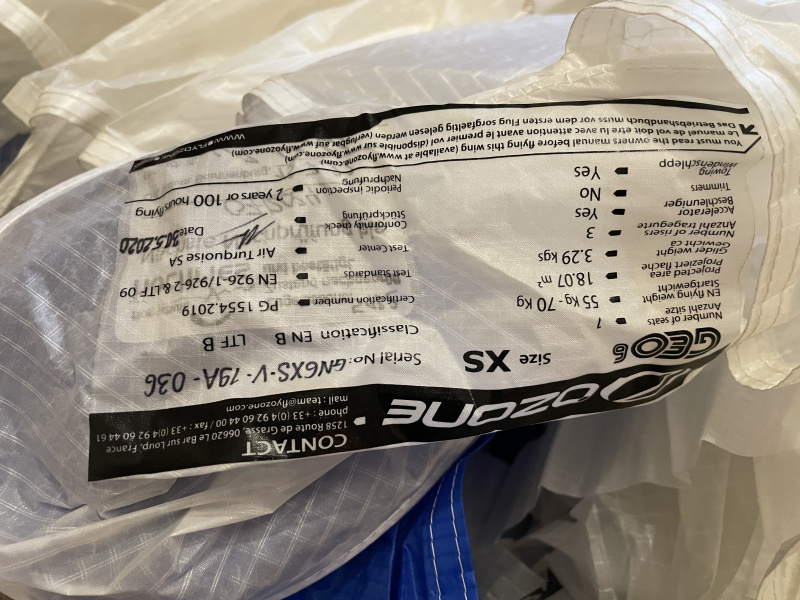 OZONE
CONTACT
1258 Route de Grasse, 06620 Le Bar sur Loup, France
phone : +33 (0)4 92 60 44 00 / fax : +33 (0)4 92 60 44 61
mail : team@flyozone.com
GEO6
Size XS
Serial No: GN6XS-V-19A-036
Classification EN B LTF B
Number of seats
Anzahl sitze
1
EN flying weight
Startgewicht
55 kg - 70 kg
Projected area
Projeziert flache
18.07 m²
Glider weight
Gewicht ca
3.29 kgs
Number of risers
Anzahl tragegurte
3
Accelerator
Beschleuniger
Yes
Trimmers
No
Towing
Windenschlepp
Yes
Certification number
PG 1554.2019
Test Standards
EN 926-1/926-2 & LTF 09
Test Center
Air Turquoise SA
Conformity check
Stückprüfung
Date
30.5.2020
Periodic inspection
Nachprüfung
2 years or 100 hours flying
You must read the owners manual before flying this wing (available at www.flyozone.com)
Le manuel de vol doit etre lu avec attention avant le premier vol (disponible sur www.flyozone.com)
Das Betriebshandbuch muss vor dem ersten Flug sorgfaeltig gelesen werden (verfügbar auf www.flyozone.com)
WWW.FLYOZONE